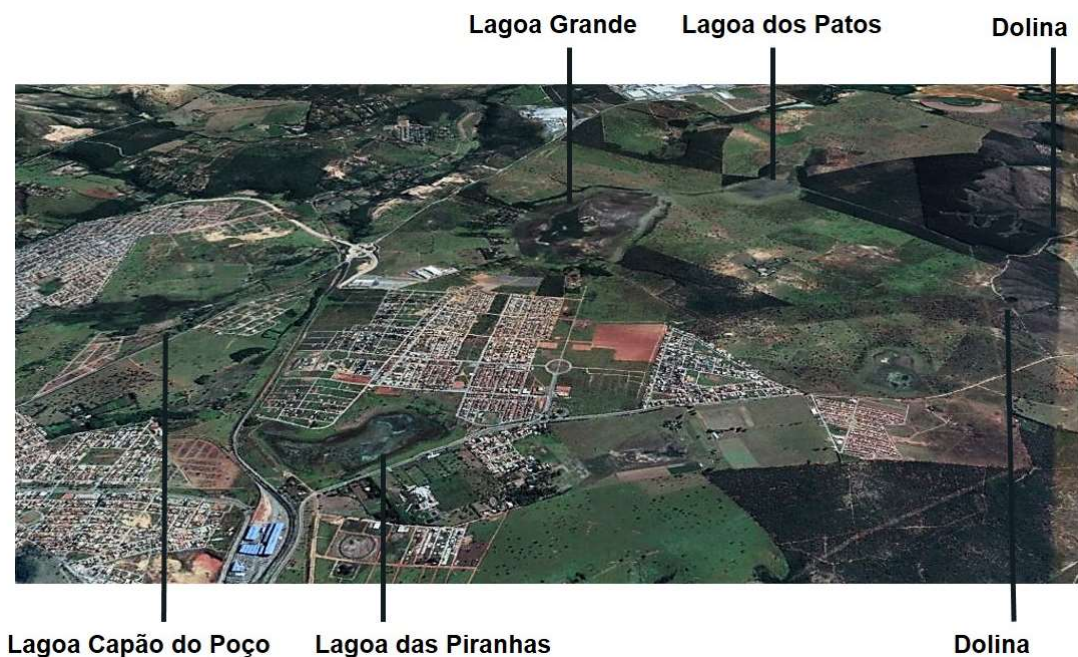 Lagoa Grande
Lagoa dos Patos
Dolina
Lagoa Capão do Poço
Lagoa das Piranhas
Dolina